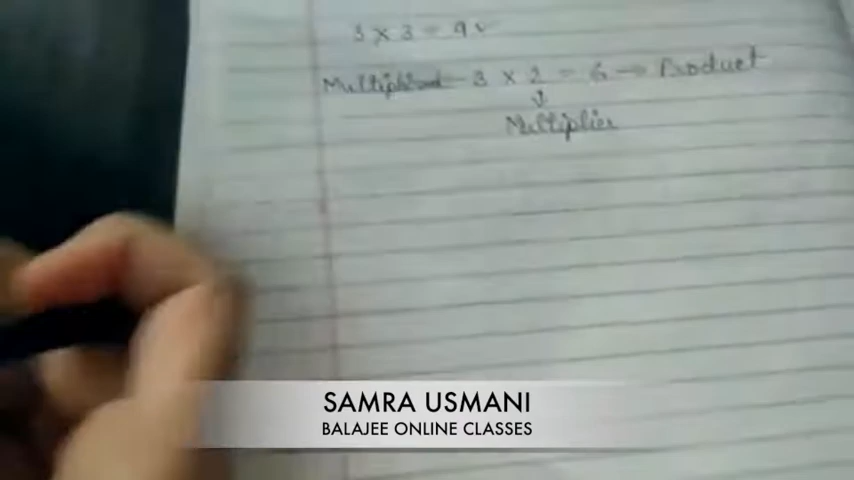 3 × 3 = 9
Multiplicand - 3 × 2 = 6 → Product
↓
Multiplier
SAMRA USMANI
BALAJEE ONLINE CLASSES